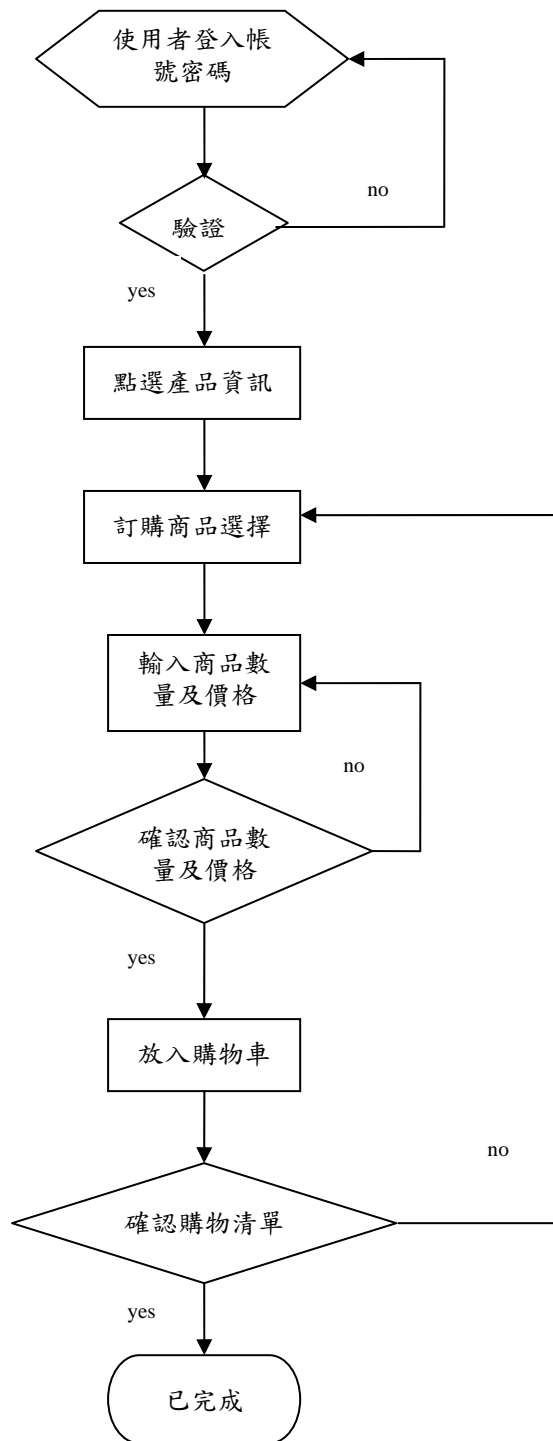 使用者登入帳
號密碼
no
驗證
yes
點選產品資訊
訂購商品選擇
輸入商品數
量及價格
no
確認商品數
量及價格
yes
放入購物車
no
確認購物清單
yes
已完成